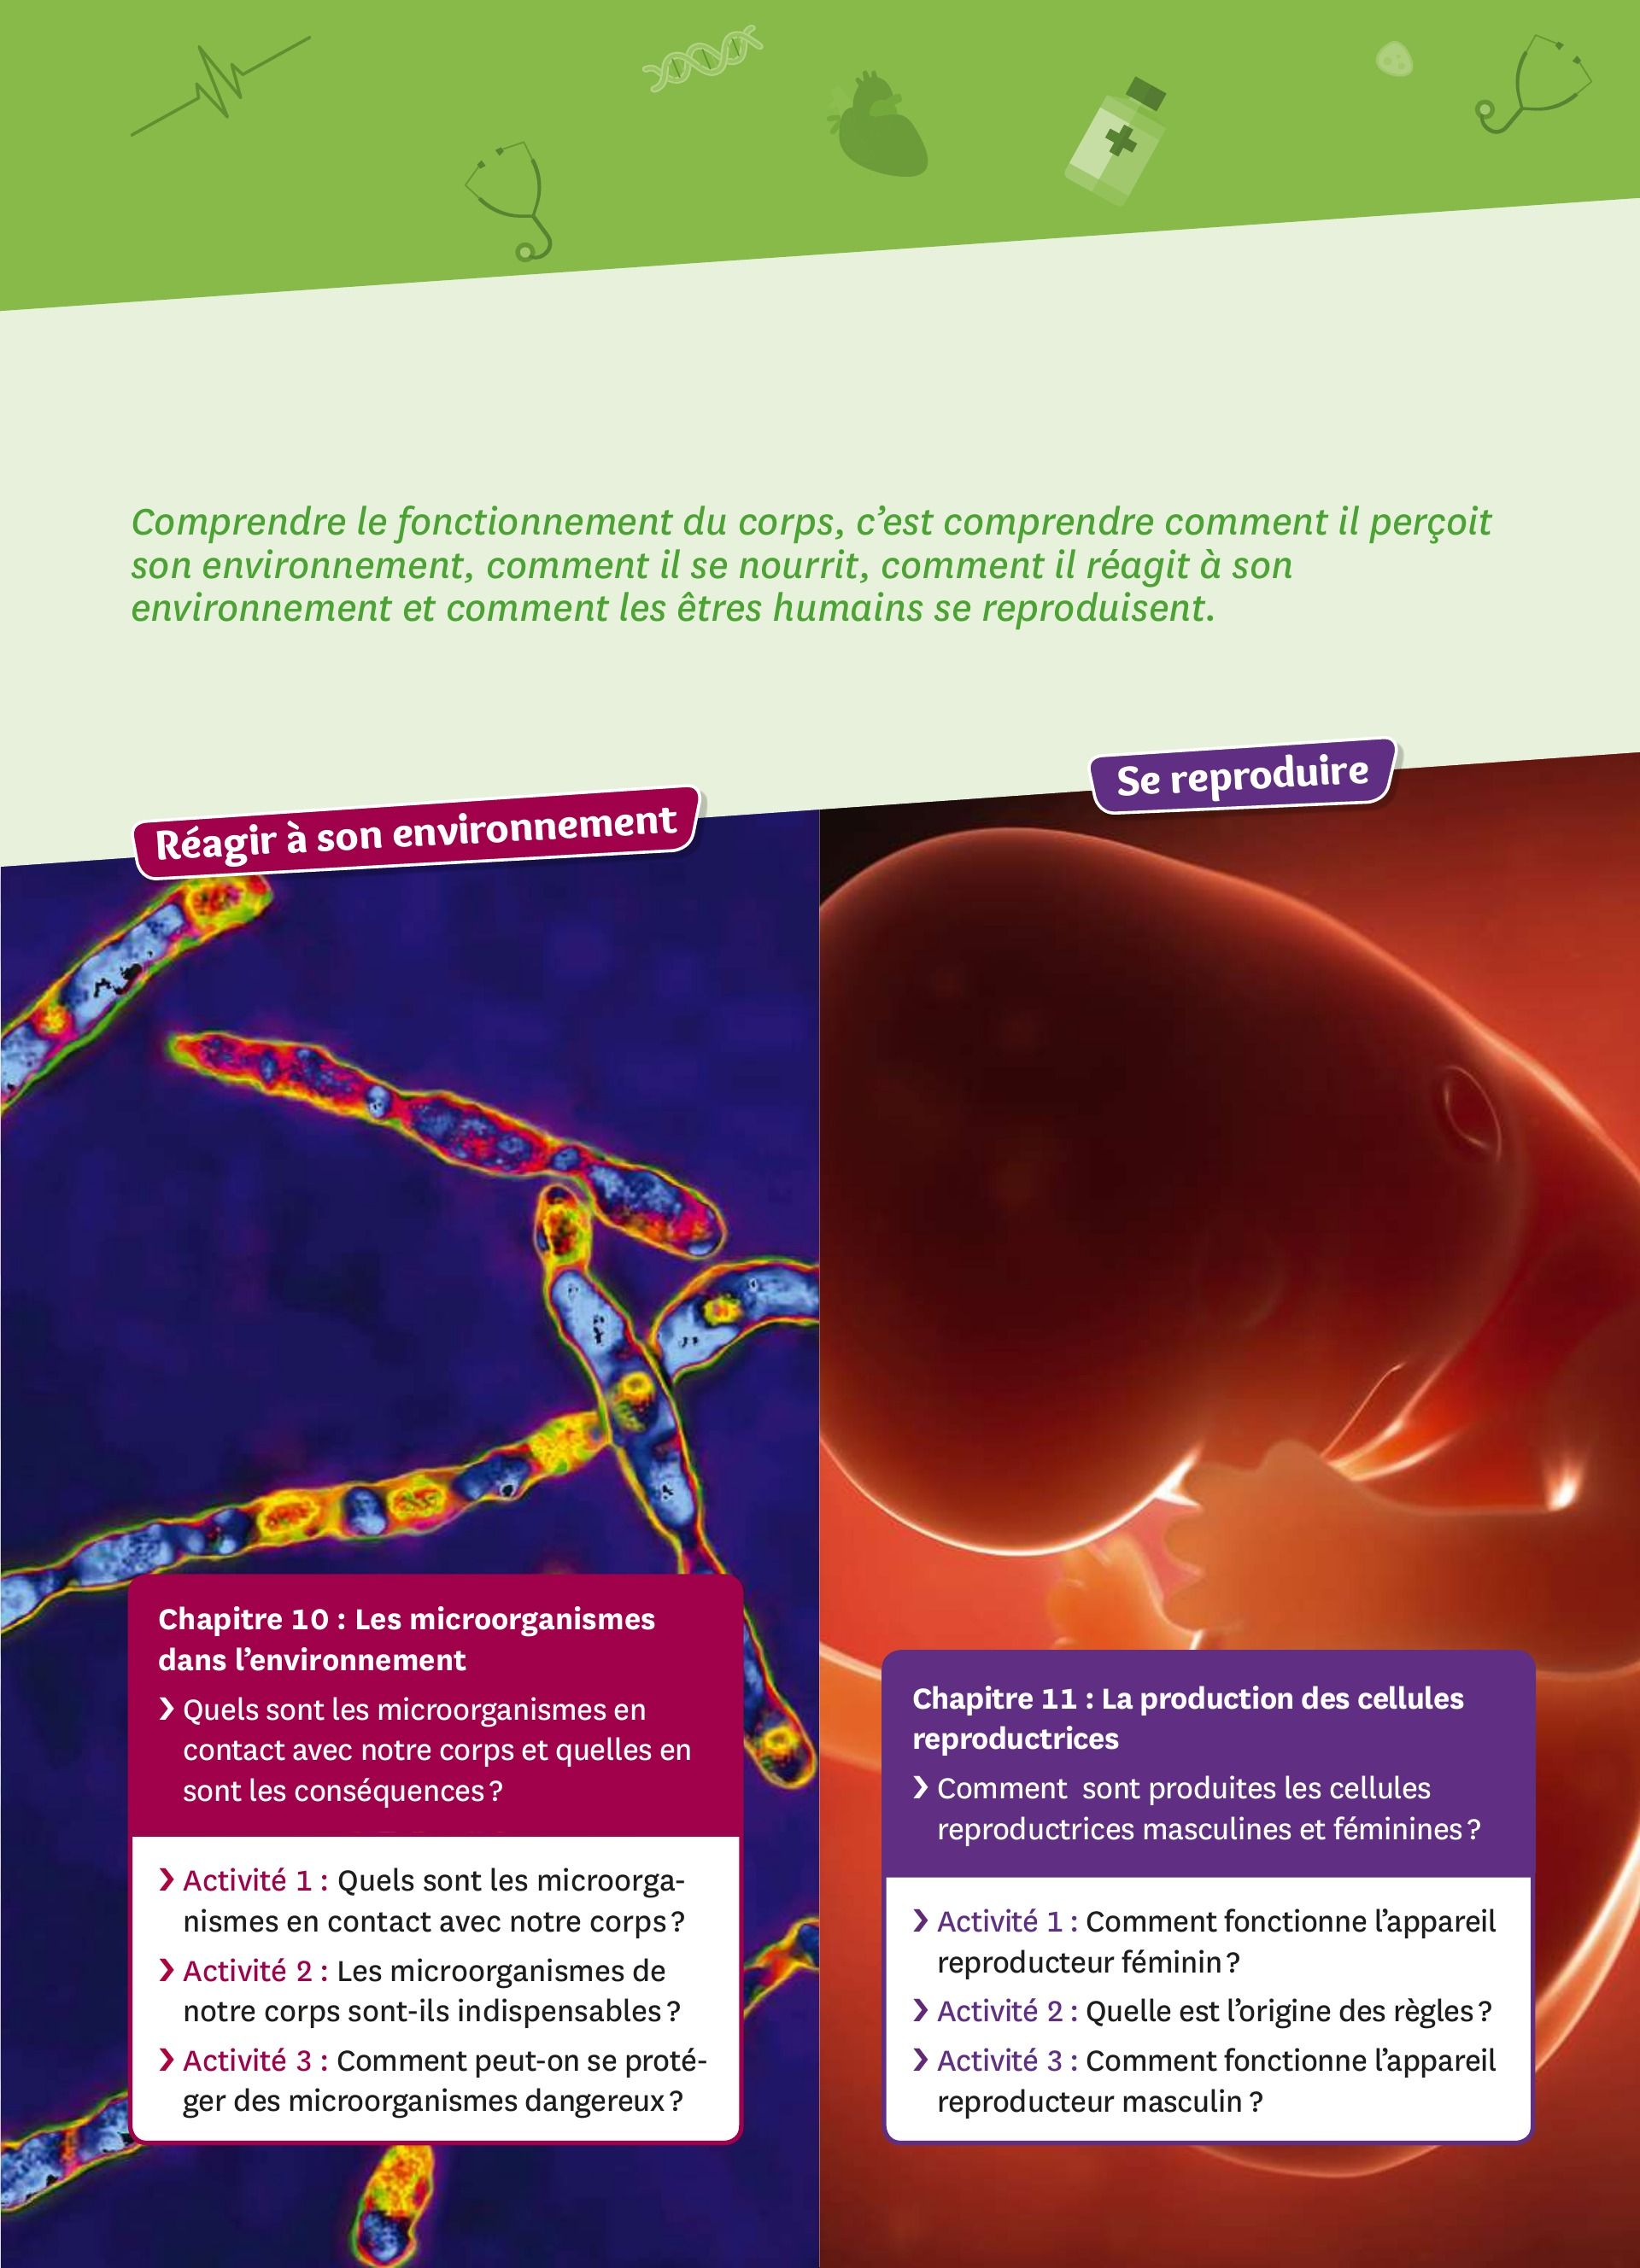 Comprendre le fonctionnement du corps, c’est comprendre comment il perçoit
son environnement, comment il se nourrit, comment il réagit à son
environnement et comment les êtres humains se reproduisent.
Réagir à son environnement
Chapitre 10 : Les microorganismes
dans l’environnement
❯ Quels sont les microorganismes en
contact avec notre corps et quelles en
sont les conséquences ?
❯ Activité 1 : Quels sont les microorga-
nismes en contact avec notre corps ?
❯ Activité 2 : Les microorganismes de
notre corps sont-ils indispensables ?
❯ Activité 3 : Comment peut-on se proté-
ger des microorganismes dangereux ?
Se reproduire
Chapitre 11 : La production des cellules
reproductrices
❯ Comment sont produites les cellules
reproductrices masculines et féminines ?
❯ Activité 1 : Comment fonctionne l’appareil
reproducteur féminin ?
❯ Activité 2 : Quelle est l’origine des règles ?
❯ Activité 3 : Comment fonctionne l’appareil
reproducteur masculin ?